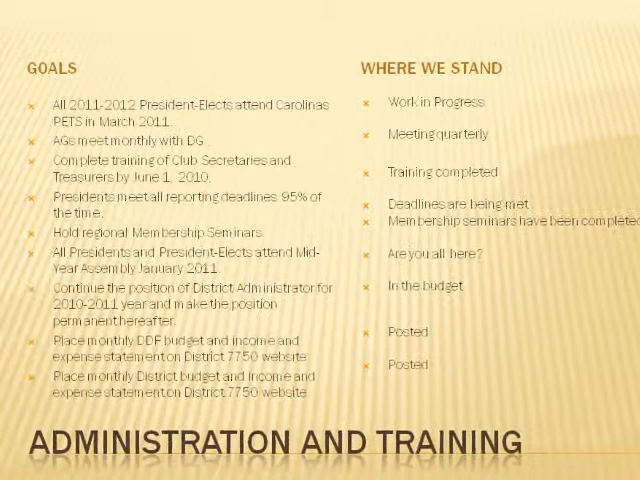 GOALS
All 2011-2012 President-Elects attend Carolinas
PETS in March 2011.
AGs meet monthly with DG .
Complete training of Club Secretaries and
Treasurers by June 1, 2010.
Presidents meet all reporting deadlines 95% of
the time.
Hold regional Membership Seminars
All Presidents and President-Elects attend Mid-
Year Assembly January 2011.
Continue the position of District Administrator for
2010-2011 year and make the position
permanent hereafter.
Place monthly DDF budget and income and
expense statement on District 7750 website
Place monthly District budget and Income and
expense statement on District 7750 website
WHERE WE STAND
Work in Progress
Meeting quarterly
Training completed
Deadlines are being met .
Membership seminars have been completed
Are you all here?
In the budget
Posted
Posted
ADMINISTRATION AND TRAINING